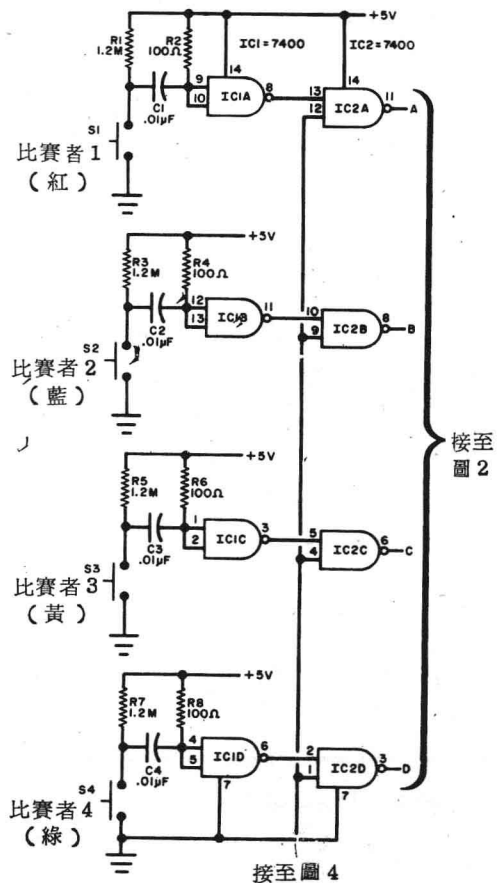 +5V
R1
1.2M
R2
100Ω
IC1=7400
IC2=7400
14
14
9
10
IC1A
8
13
12
IC2A
11
A
C1
.01μF
S1
比賽者1
(紅)
+5V
R3
1.2M
R4
100Ω
12
13
IC1B
11
10
9
IC2B
8
B
C2
.01μF
S2
比賽者2
(藍)
接至
圖2
+5V
R5
1.2M
R6
100Ω
1
2
IC1C
3
5
4
IC2C
6
C
C3
.01μF
S3
比賽者3
(黃)
+5V
R7
1.2M
R8
100Ω
4
5
IC1D
6
2
1
IC2D
3
D
C4
.01μF
7
7
S4
比賽者4
(綠)
接至圖4